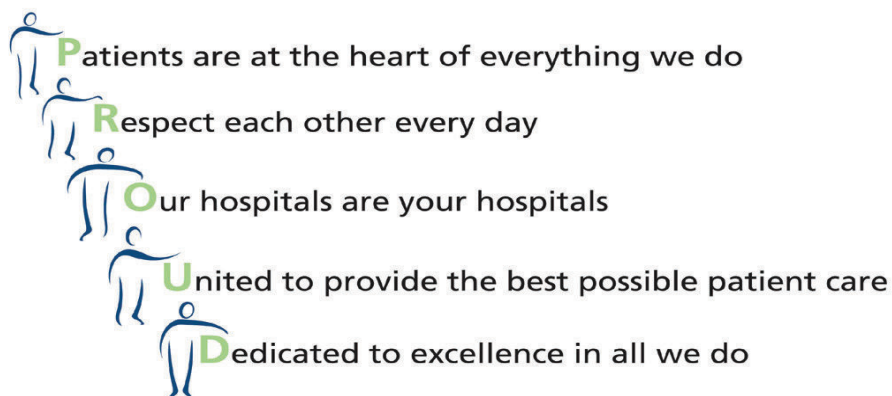 Patients are at the heart of everything we do
Respect each other every day
Our hospitals are your hospitals
United to provide the best possible patient care
Dedicated to excellence in all we do